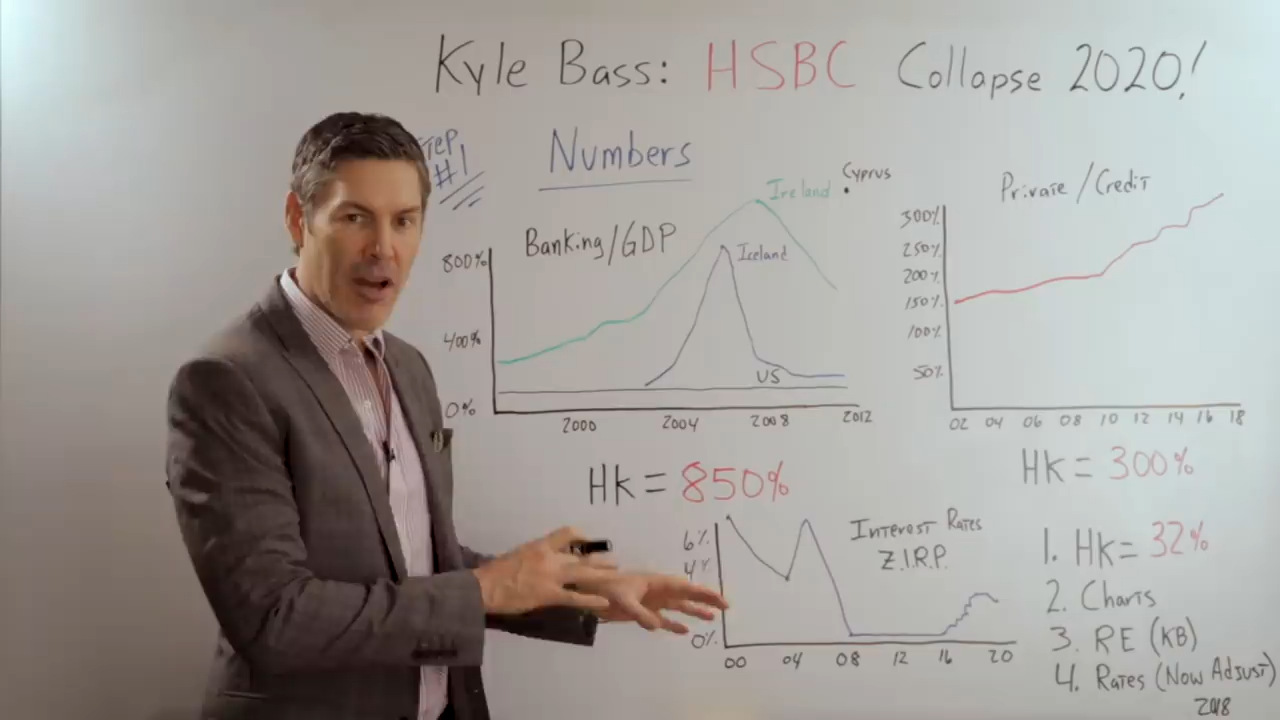 Kyle Bass: HSBC Collapse 2020!
#1
Numbers
Banking/GDP
800%
400%
0%
Ireland
Cyprus
Iceland
US
2000 2004 2008 2012
HK = 850%
Private/Credit
300%
250%
200%
150%
100%
50%
02 04 06 08 10 12 14 16 18
HK = 300%
Interest Rates
Z.I.R.P.
6%
4%
0%
00 04 08 12 16 20
1. HK = 32%
2. Charts
3. RE (KB)
4. Rates (Now Adjust)
2018